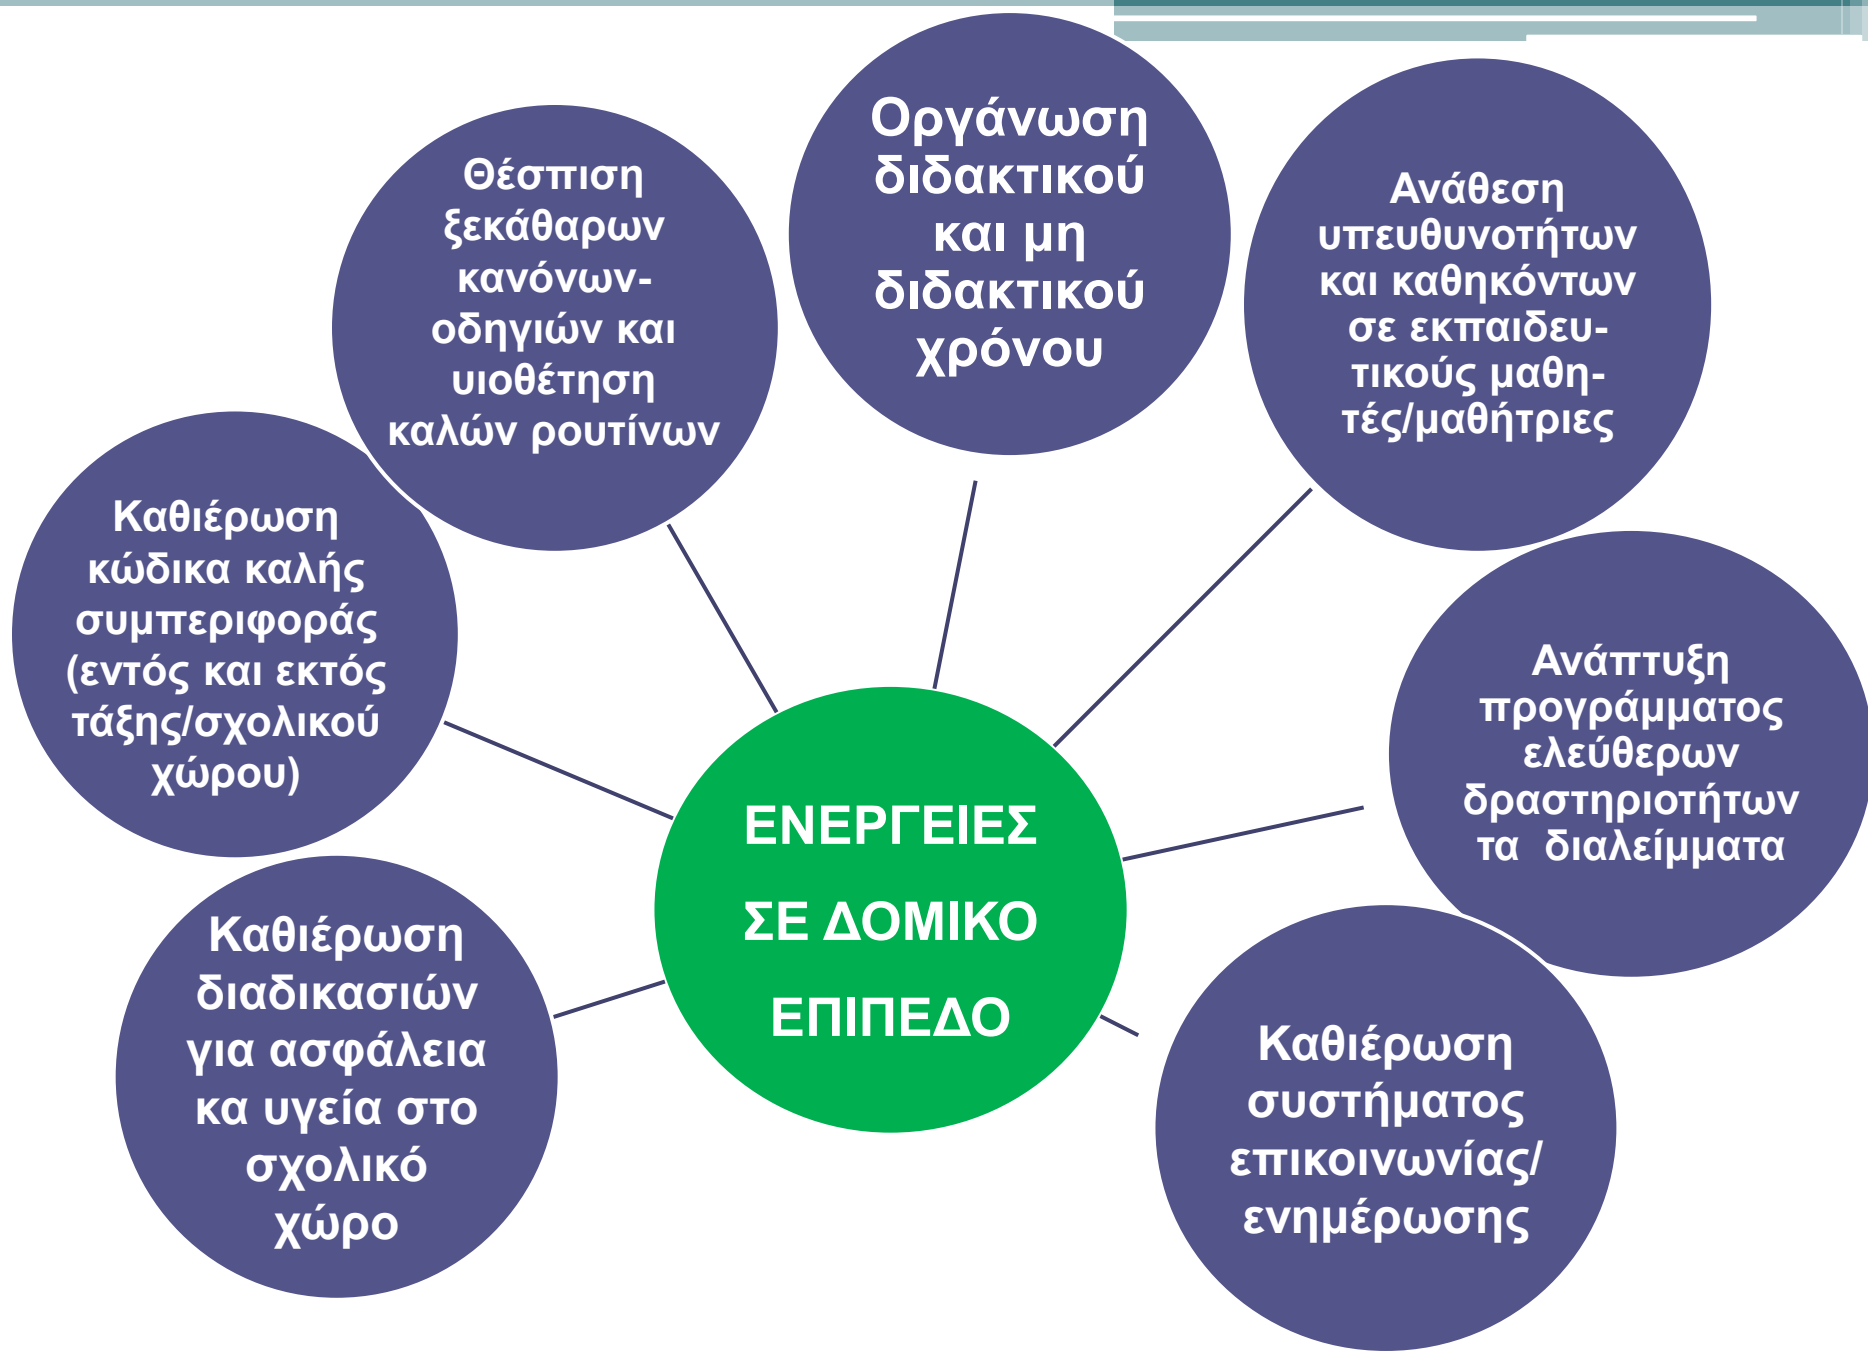 Οργάνωση
διδακτικού
και μη
διδακτικού
χρόνου
Θέσπιση
ξεκάθαρων
κανόνων-
οδηγιών και
υιοθέτηση
καλών ρουτίνων
Ανάθεση
υπευθυνοτήτων
και καθηκόντων
σε εκπαιδευ-
τικούς μαθη-
τές/μαθήτριες
Καθιέρωση
κώδικα καλής
συμπεριφοράς
(εντός και εκτός
τάξης/σχολικού
χώρου)
Ανάπτυξη
προγράμματος
ελεύθερων
δραστηριοτήτων
τα διαλείμματα
ΕΝΕΡΓΕΙΕΣ
ΣΕ ΔΟΜΙΚΟ
ΕΠΙΠΕΔΟ
Καθιέρωση
διαδικασιών
για ασφάλεια
κα υγεία στο
σχολικό
χώρο
Καθιέρωση
συστήματος
επικοινωνίας/
ενημέρωσης